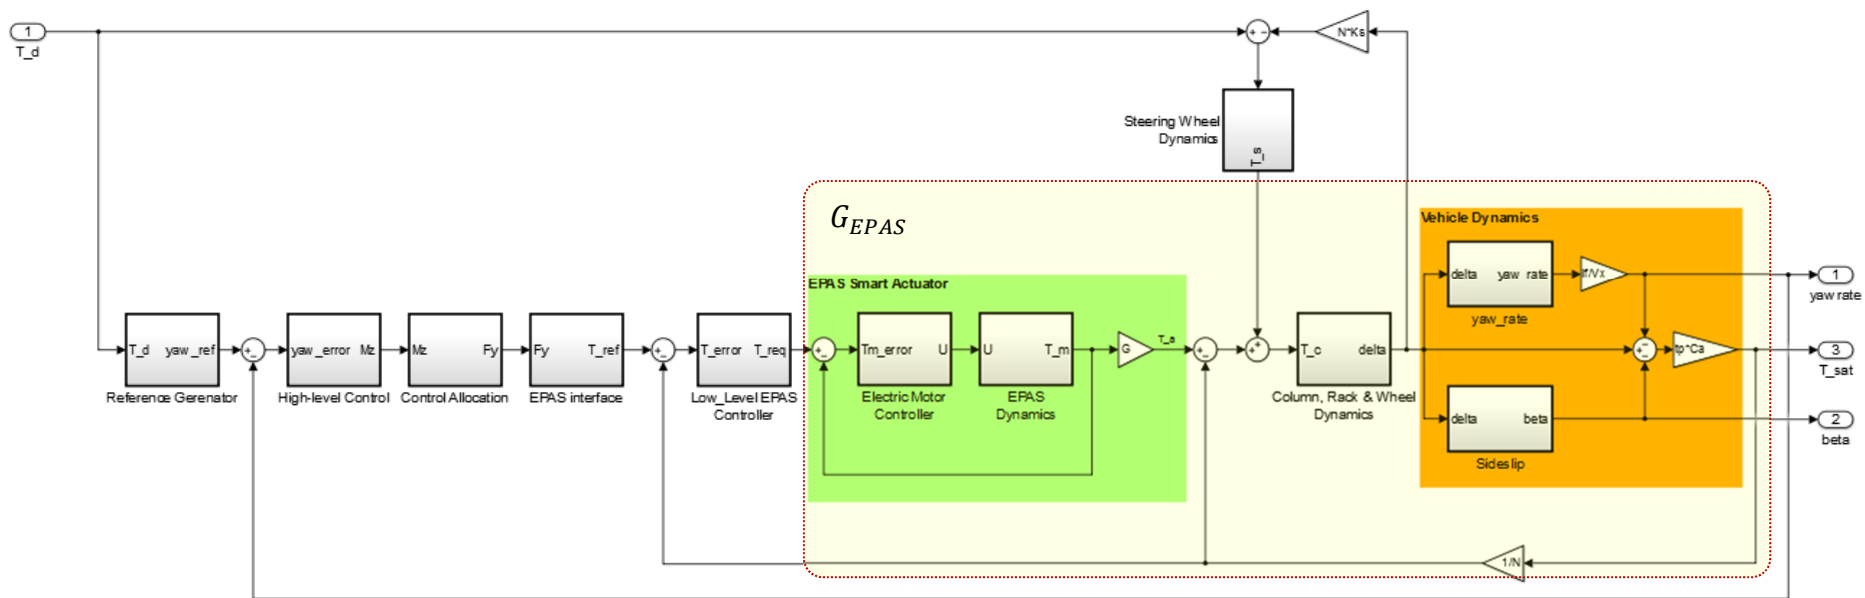 1
T_d
+ -
N*Ks
Steering Wheel
Dynamics
T_s
G_EPAS
Vehicle Dynamics
delta yaw rate
yaw_rate
lf/Vx
1
yaw rate
EPAS Smart Actuator
T_d yaw_ref
Reference Gerenator
+_
yaw_error Mz
High-level Control
Mz Fy
Control Allocation
Fy T_ref
EPAS interface
+_
T_error T_req
Low_Level EPAS
Controller
+_
Tm_error U
Electric Motor
Controller
U T_m
EPAS
Dynamics
G
T_a
+_
+ +
T_c delta
Column, Rack & Wheel
Dynamics
tp*Ca
3
T_sat
delta beta
Sideslip
2
beta
1/N